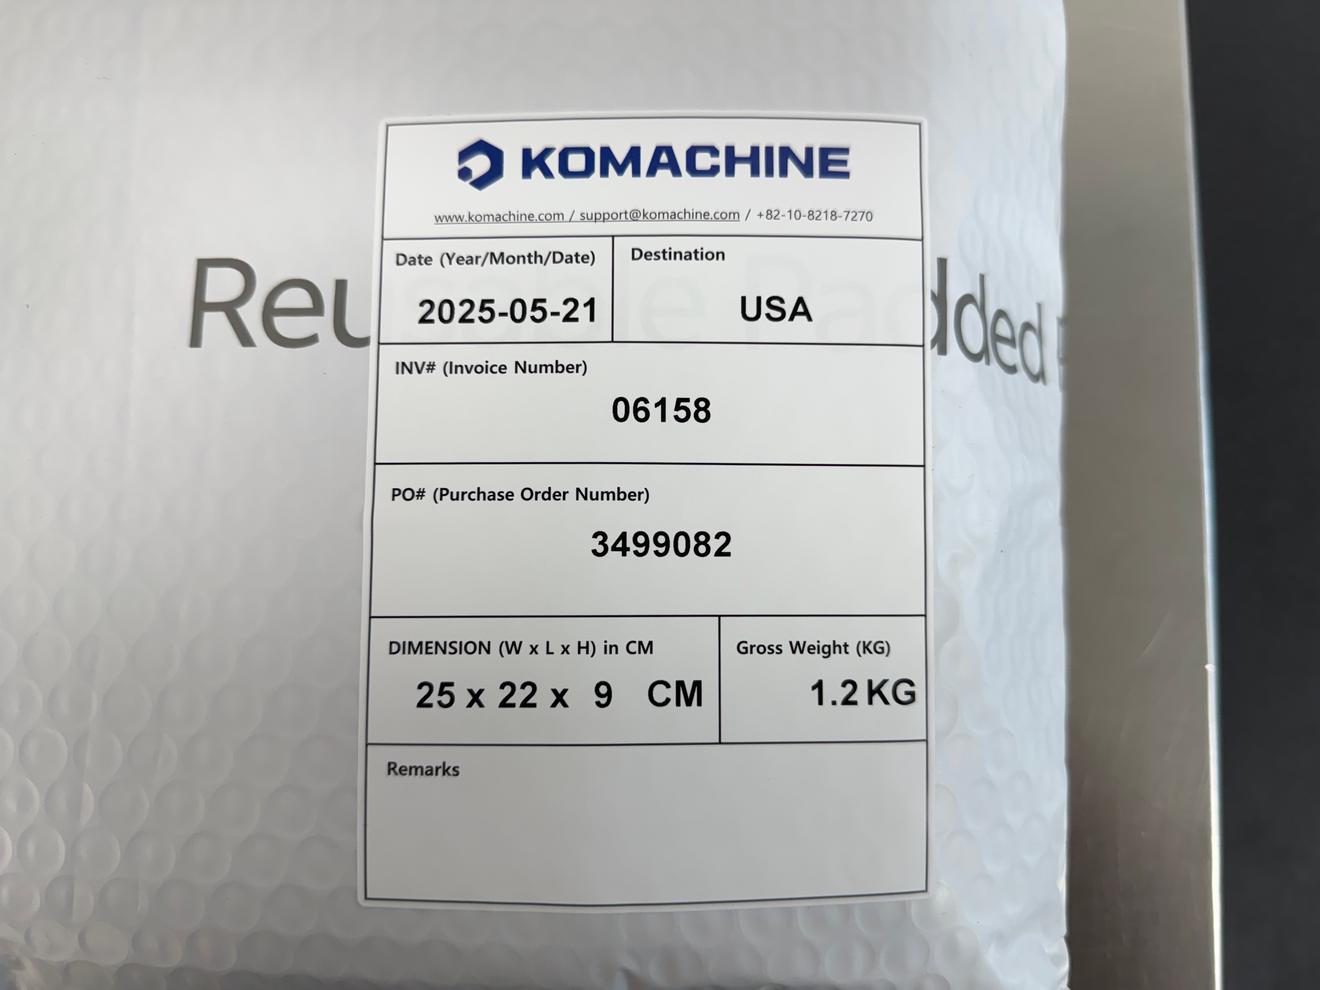 KOMACHINE
www.komachine.com / support@komachine.com / +82-10-8218-7270
Date (Year/Month/Date)
2025-05-21
Destination
USA
Reusable Padded
INV# (Invoice Number)
06158
PO# (Purchase Order Number)
3499082
DIMENSION (W x L x H) in CM
25 x 22 x 9 CM
Gross Weight (KG)
1.2 KG
Remarks